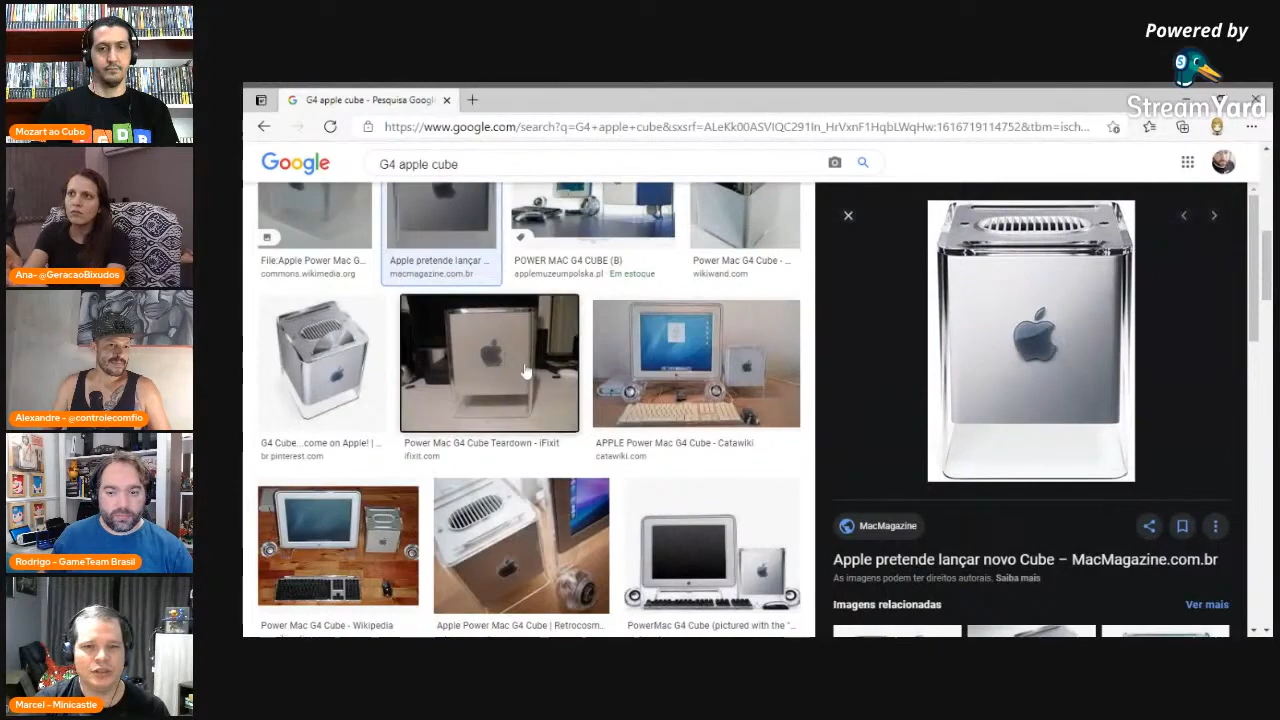 Powered by
StreamYard
Mozart ao Cubo
Ana- @GeracaoBixudos
Alexandre - @controlecomfio
Rodrigo - GameTeam Brasil
Marcel - Minicastle
G4 apple cube - Pesquisa Googl
https://www.google.com/search?q=G4+apple+cube&sxsrf=ALeKk00ASVIQC291In_HrVxnF1HqbLWqHw:1616719114752&tbm=isch...
Google
G4 apple cube
File:Apple Power Mac G...
commons.wikimedia.org
Apple pretende lançar ...
macmagazine.com.br
POWER MAC G4 CUBE (B)
applemuzeumpolska.pl Em estoque
Power Mac G4 Cube - ...
wikiwand.com
G4 Cube...come on Apple! | ...
br.pinterest.com
Power Mac G4 Cube Teardown - iFixit
ifixit.com
APPLE Power Mac G4 Cube - Catawiki
catawiki.com
Power Mac G4 Cube - Wikipedia
Apple Power Mac G4 Cube | Retrocosm...
PowerMac G4 Cube (pictured with the "...
MacMagazine
Apple pretende lançar novo Cube – MacMagazine.com.br
As imagens podem ter direitos autorais. Saiba mais
Imagens relacionadas
Ver mais